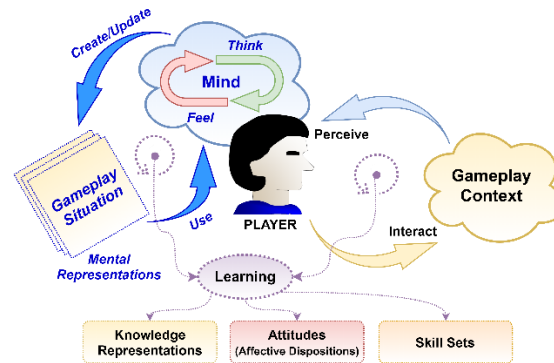 Create/Update
Think
Mind
Feel
Perceive
Gameplay
Situation
Gameplay
Context
Use
PLAYER
Interact
Mental Representations
Learning
Knowledge
Representations
Attitudes
(Affective Dispositions)
Skill Sets